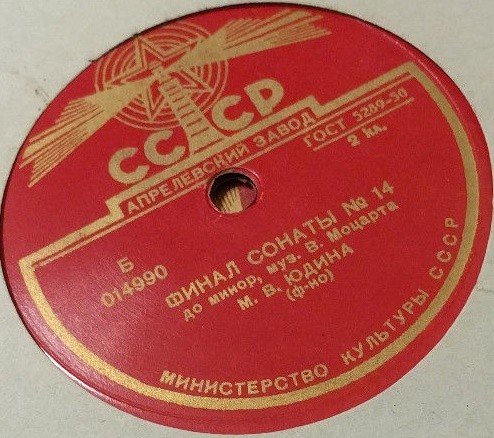 СССР
АПРЕЛЕВСКИЙ ЗАВОД
ГОСТ 5289-50
2 кл.
Б
014990
ФИНАЛ СОНАТЫ № 14
до минор, муз. В. Моцарта
М. В. ЮДИНА
(ф-но)
МИНИСТЕРСТВО КУЛЬТУРЫ СССР